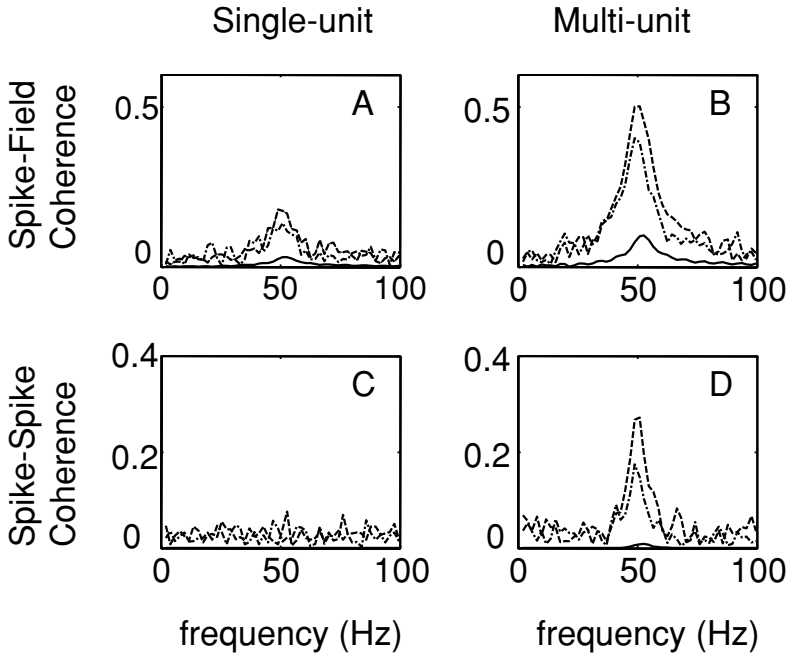 Single-unit
Multi-unit
Spike-Field
Coherence
0.5
0
A
0
50
100
0.5
0
B
0
50
100
Spike-Spike
Coherence
0.4
0.2
0
C
0
50
100
frequency (Hz)
0.4
0.2
0
D
0
50
100
frequency (Hz)